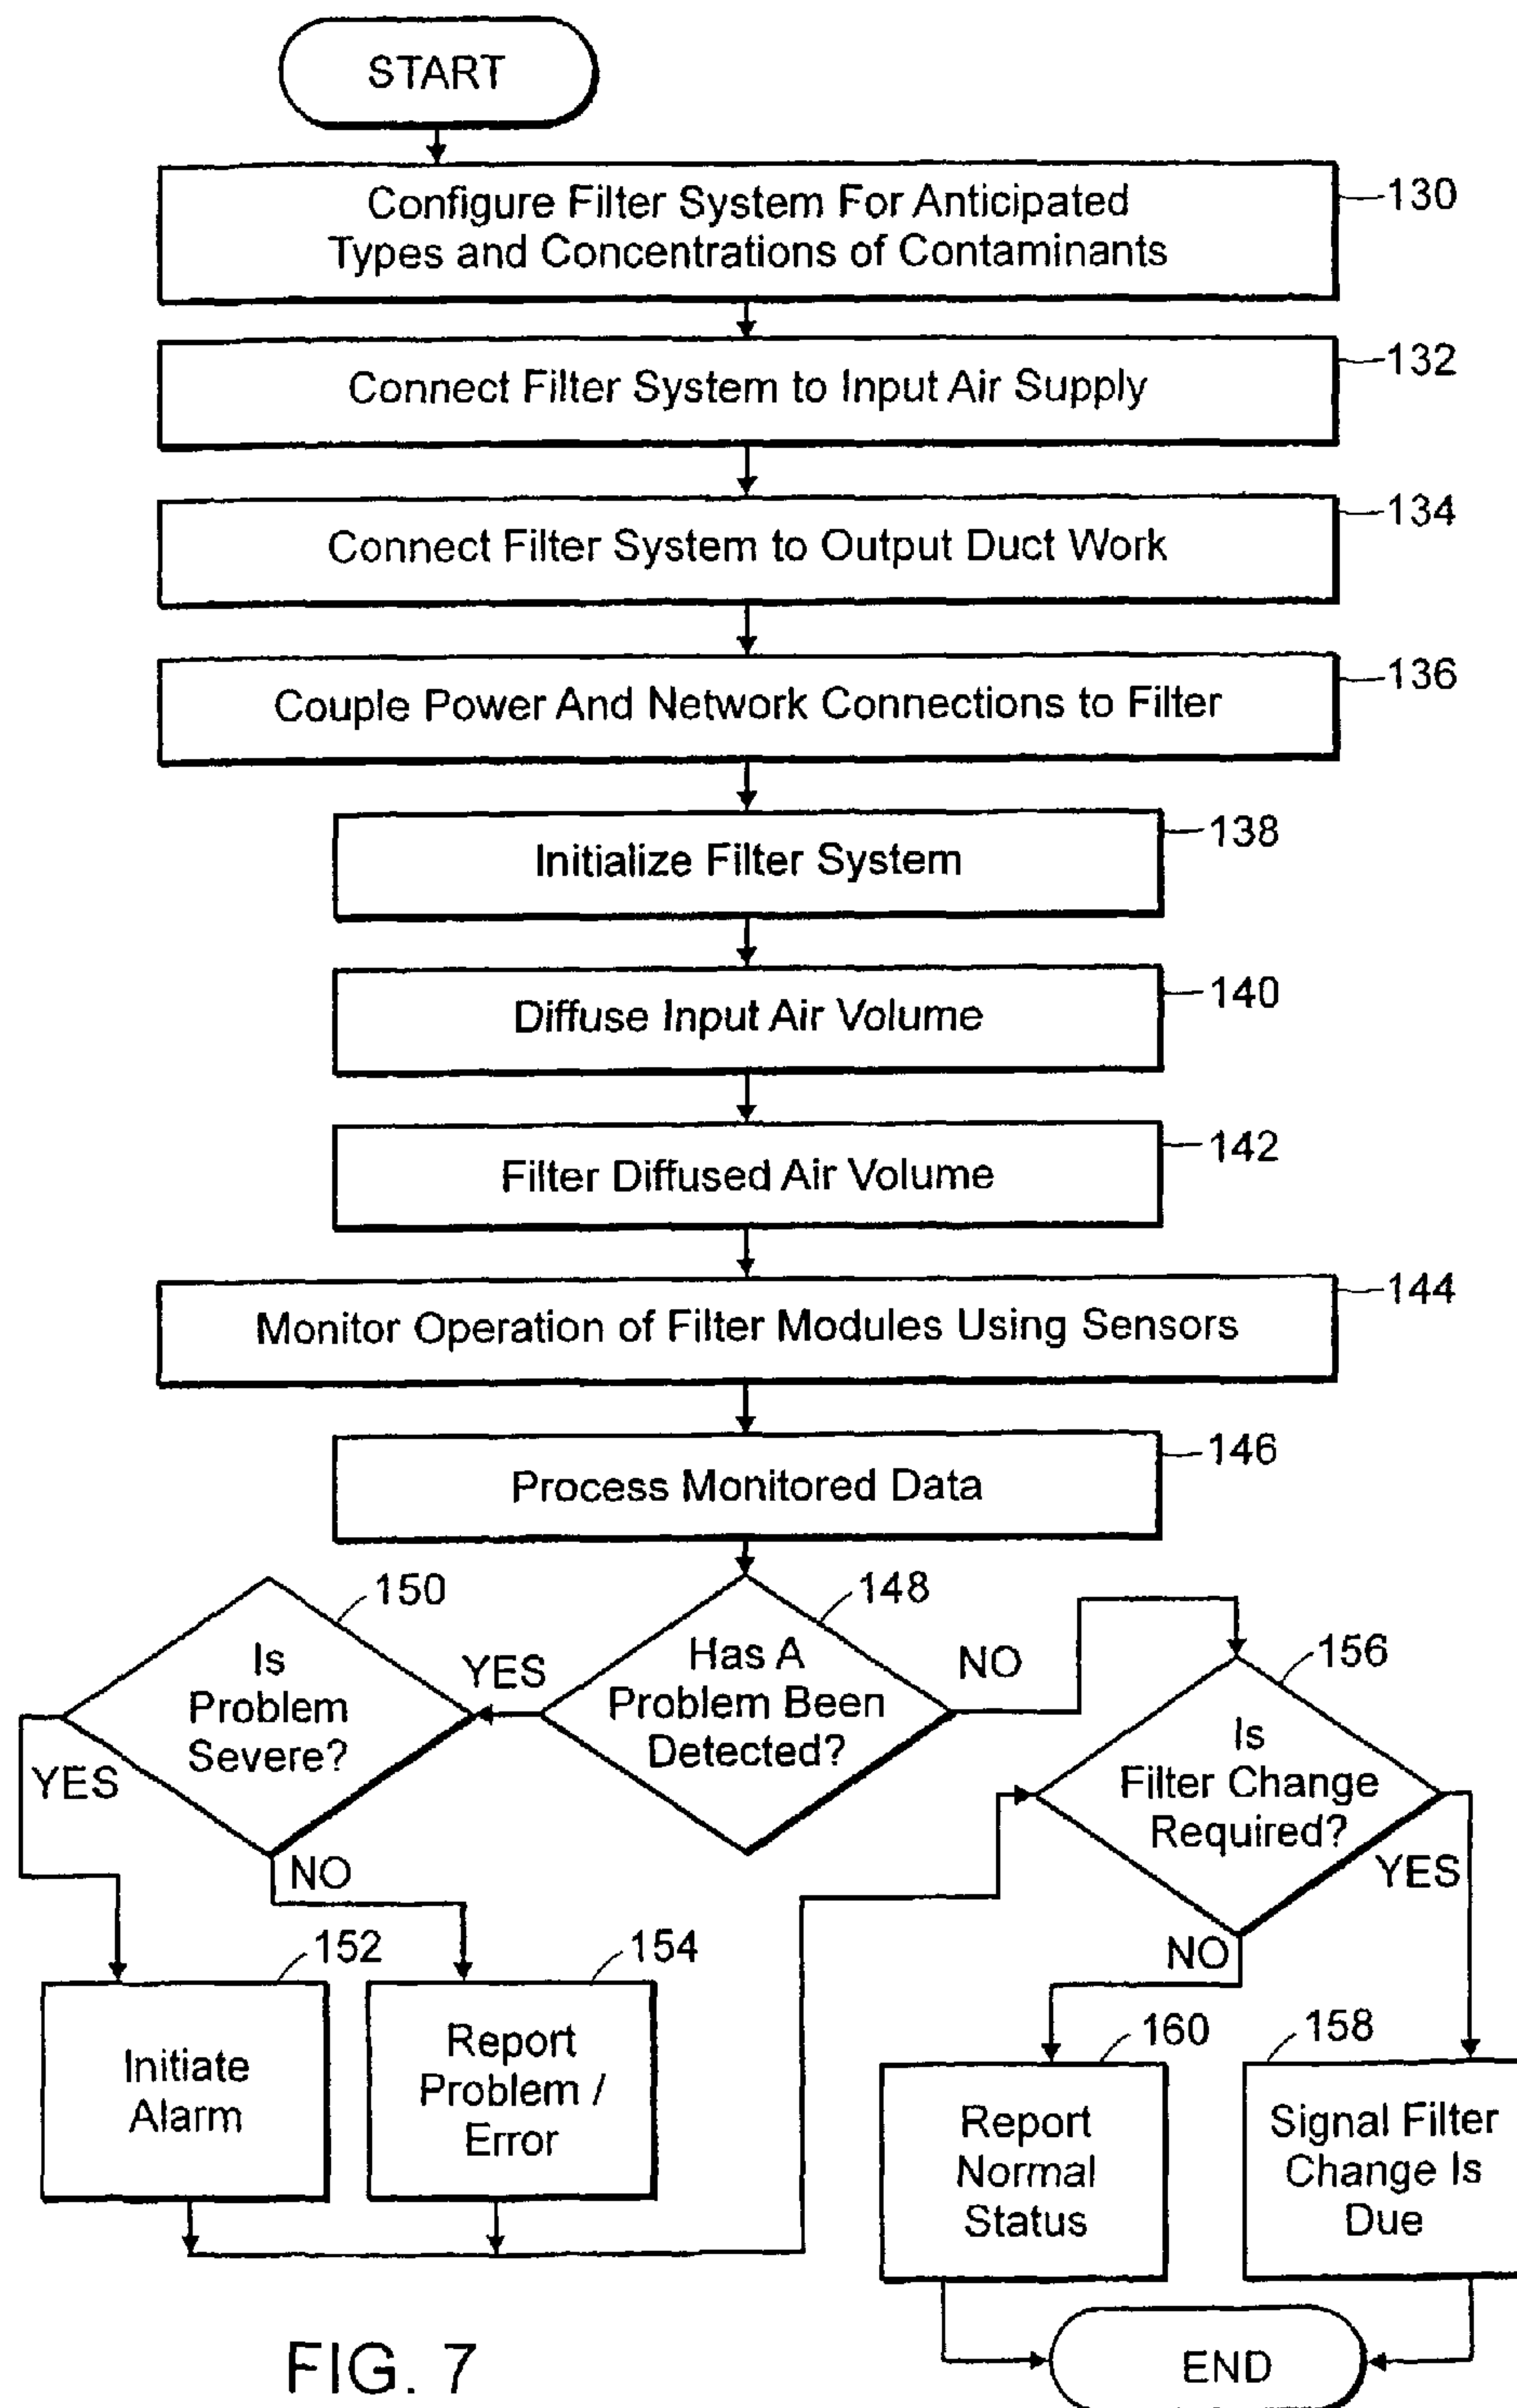 START
Configure Filter System For Anticipated
Types and Concentrations of Contaminants
130
Connect Filter System to Input Air Supply
132
Connect Filter System to Output Duct Work
134
Couple Power And Network Connections to Filter
136
Initialize Filter System
138
Diffuse Input Air Volume
140
Filter Diffused Air Volume
142
Monitor Operation of Filter Modules Using Sensors
144
Process Monitored Data
146
150
Is
Problem
Severe?
YES
NO
YES
148
Has A
Problem Been
Detected?
NO
156
Is
Filter Change
Required?
YES
NO
152
Initiate
Alarm
154
Report
Problem /
Error
160
Report
Normal
Status
158
Signal Filter
Change Is
Due
END
FIG. 7